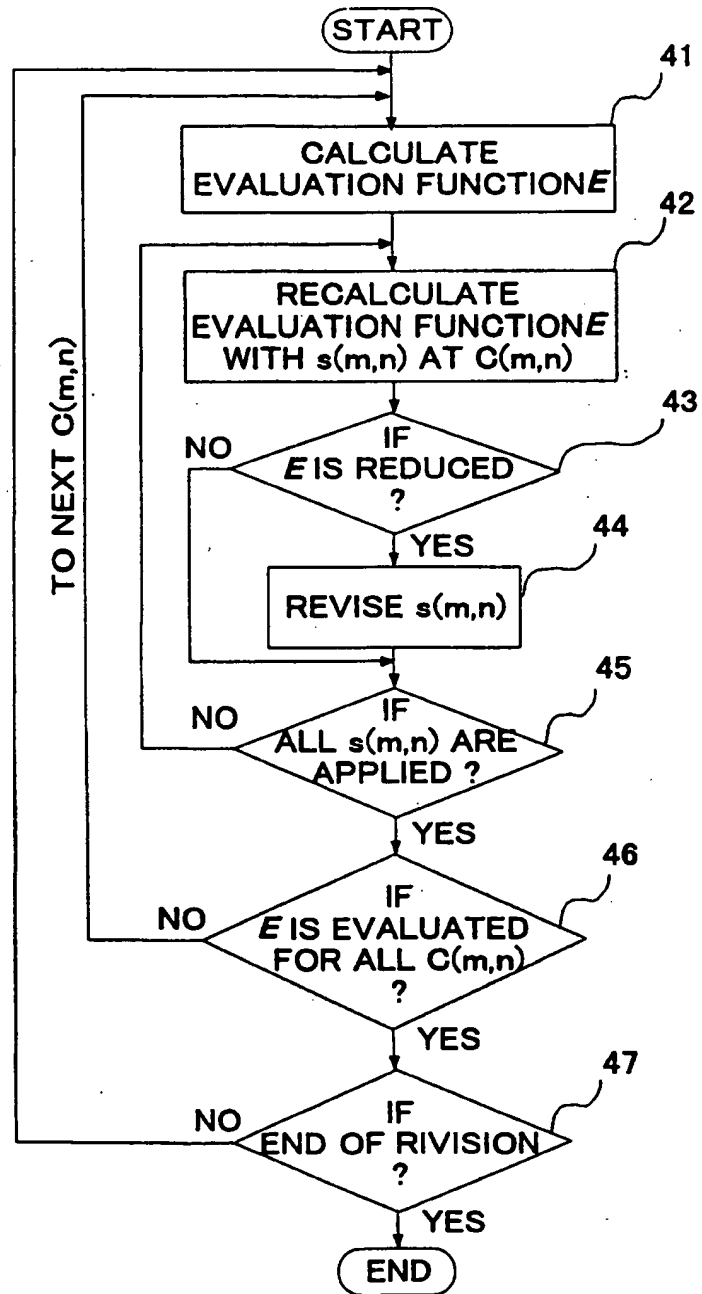 START
41
CALCULATE
EVALUATION FUNCTIONE
42
RECALCULATE
EVALUATION FUNCTIONE
WITH s(m,n) AT C(m,n)
43
IF
E IS REDUCED
?
NO
YES
44
REVISE s(m,n)
45
IF
ALL s(m,n) ARE
APPLIED ?
NO
YES
TO NEXT C(m,n)
46
IF
E IS EVALUATED
FOR ALL C(m,n)
?
NO
YES
47
IF
END OF RIVISION
?
NO
YES
END